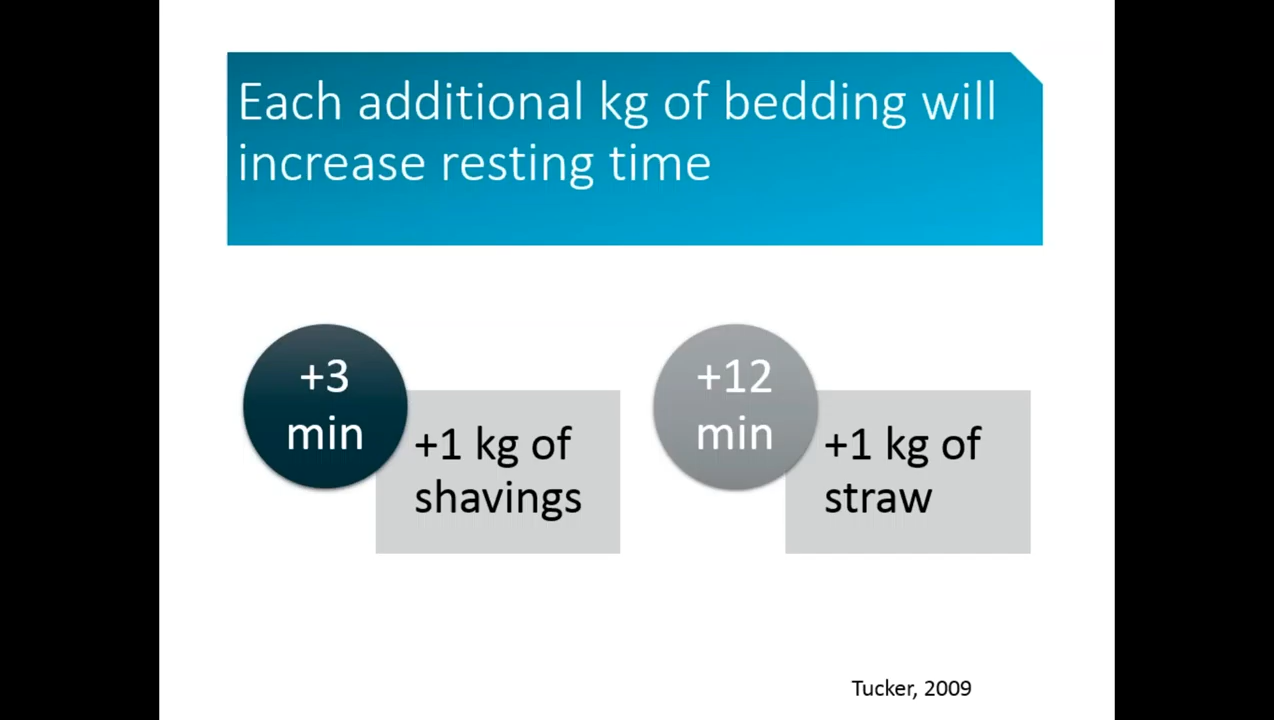 Each additional kg of bedding will
increase resting time
+3
min
+1 kg of
shavings
+12
min
+1 kg of
straw
Tucker, 2009